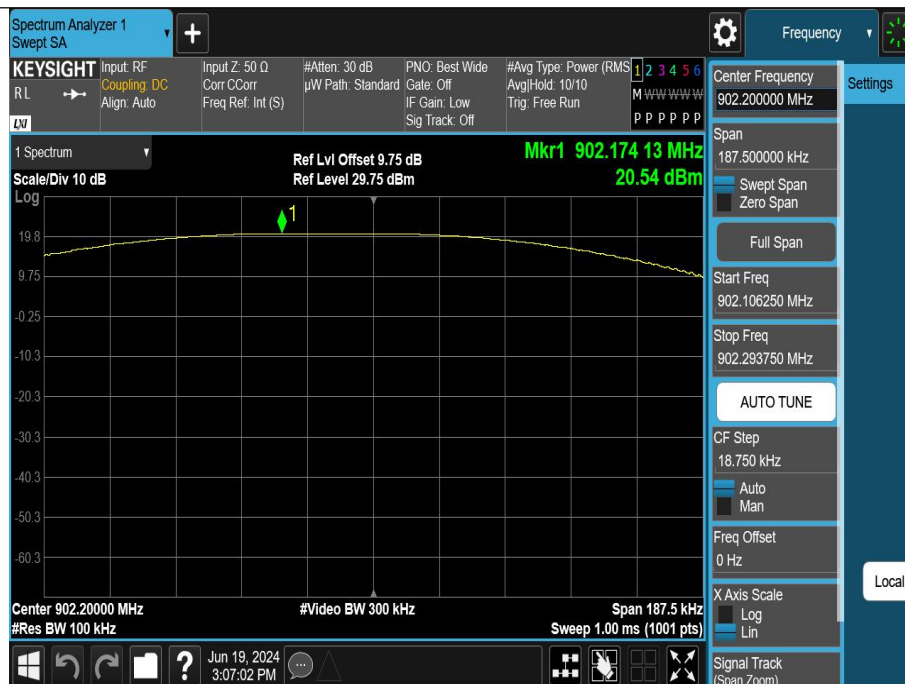 Spectrum Analyzer 1
Swept SA
Frequency
KEYSIGHT
RL
LXI
Input: RF
Coupling: DC
Align: Auto
Input Z: 50 Ω
Corr CCorr
Freq Ref: Int (S)
#Atten: 30 dB
µW Path: Standard
PNO: Best Wide
Gate: Off
IF Gain: Low
Sig Track: Off
#Avg Type: Power (RMS
Avg|Hold: 10/10
Trig: Free Run
1 2 3 4 5 6
M W W W W W
P P P P P P
1 Spectrum
Scale/Div 10 dB
Log
Ref Lvl Offset 9.75 dB
Ref Level 29.75 dBm
Mkr1 902.174 13 MHz
20.54 dBm
1
19.8
9.75
-0.25
-10.3
-20.3
-30.3
-40.3
-50.3
-60.3
Center 902.20000 MHz
#Res BW 100 kHz
#Video BW 300 kHz
Span 187.5 kHz
Sweep 1.00 ms (1001 pts)
Center Frequency
902.200000 MHz
Settings
Span
187.500000 kHz
Swept Span
Zero Span
Full Span
Start Freq
902.106250 MHz
Stop Freq
902.293750 MHz
AUTO TUNE
CF Step
18.750 kHz
Auto
Man
Freq Offset
0 Hz
Local
X Axis Scale
Log
Lin
Signal Track
(Span Zoom)
?
Jun 19, 2024
3:07:02 PM